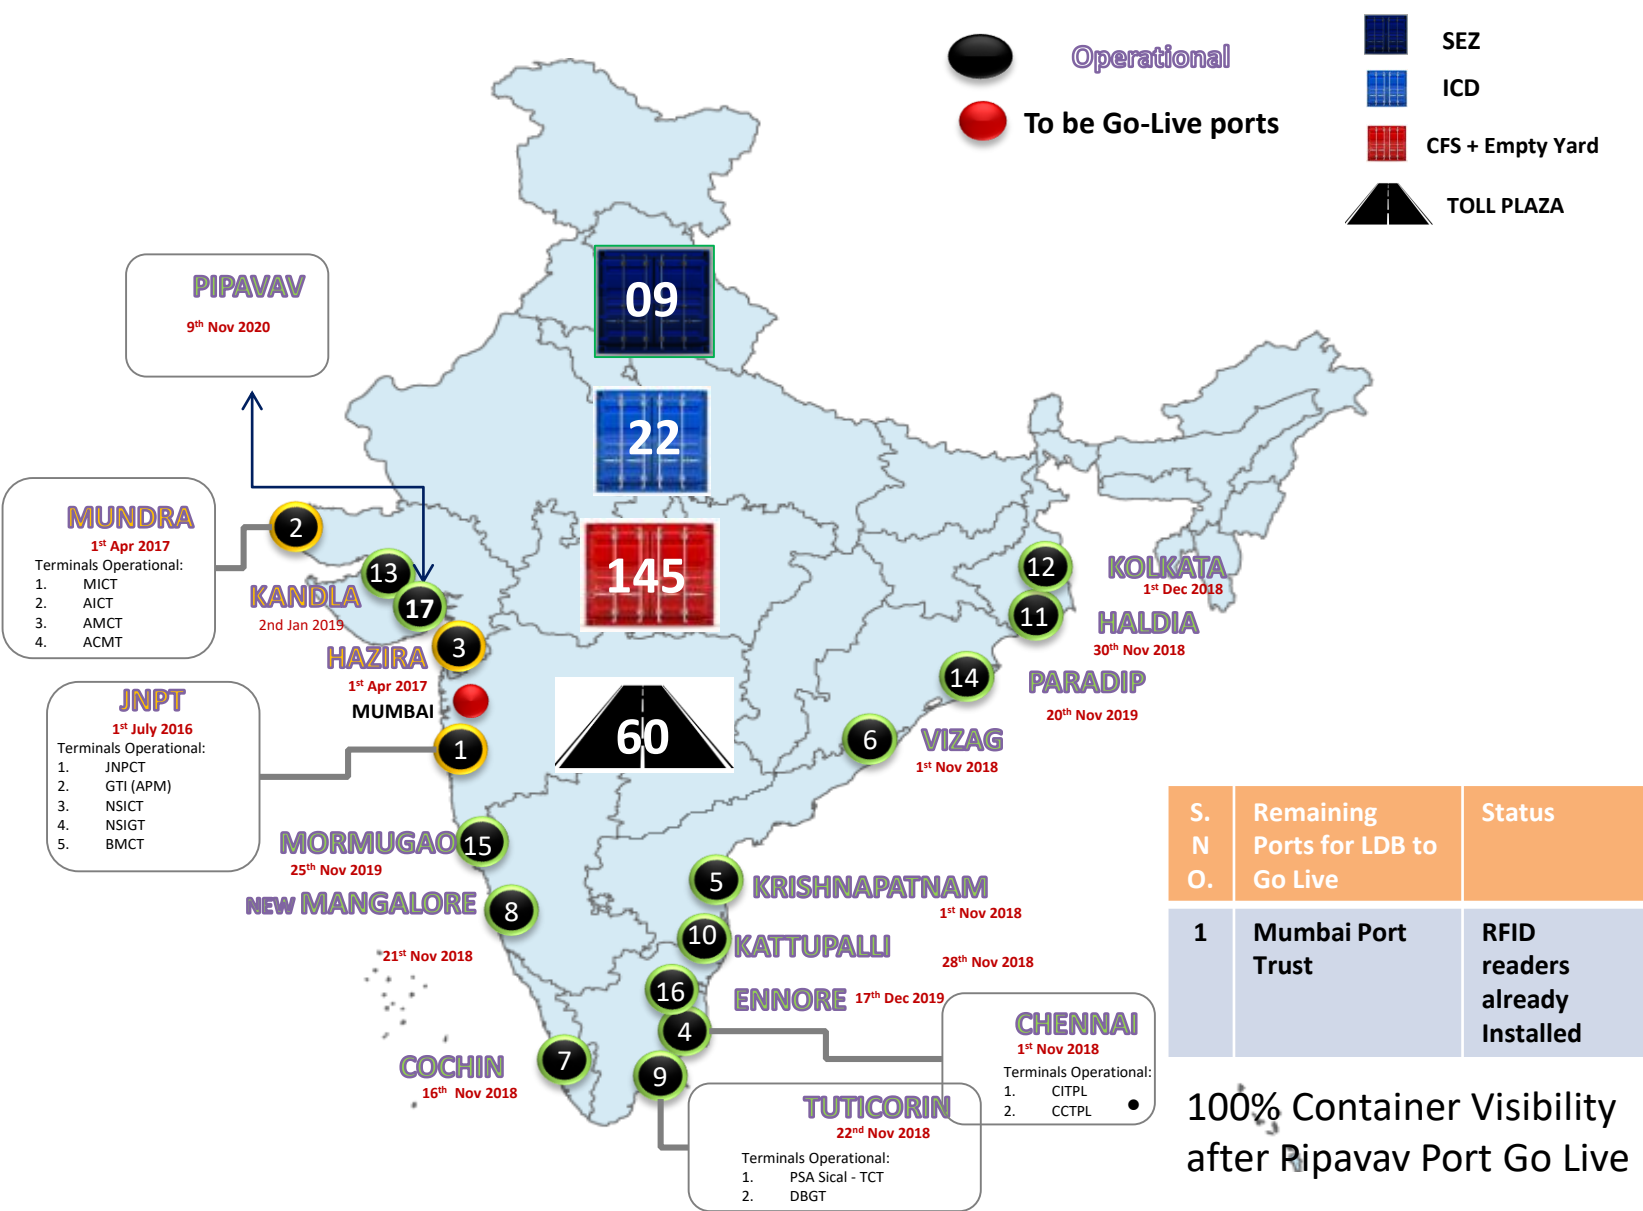 Operational
To be Go-Live ports
SEZ
ICD
CFS + Empty Yard
TOLL PLAZA
PIPAVAV
9th Nov 2020
09
22
145
60
MUNDRA
1st Apr 2017
Terminals Operational:
1. MICT
2. AICT
3. AMCT
4. ACMT
2
13
KANDLA
17
2nd Jan 2019
3
HAZIRA
1st Apr 2017
MUMBAI
JNPT
1st July 2016
Terminals Operational:
1. JNPCT
2. GTI (APM)
3. NSICT
4. NSIGT
5. BMCT
1
MORMUGAO
15
25th Nov 2019
NEW MANGALORE
8
21st Nov 2018
COCHIN
7
16th Nov 2018
12
KOLKATA
1st Dec 2018
11
HALDIA
30th Nov 2018
14
PARADIP
20th Nov 2019
6
VIZAG
1st Nov 2018
5
KRISHNAPATNAM
1st Nov 2018
10
KATTUPALLI
28th Nov 2018
16
ENNORE 17th Dec 2019
4
CHENNAI
1st Nov 2018
Terminals Operational:
1. CITPL
2. CCTPL
9
TUTICORIN
22nd Nov 2018
Terminals Operational:
1. PSA Sical - TCT
2. DBGT
S.
N
O.
Remaining
Ports for LDB to
Go Live
Status
1
Mumbai Port
Trust
RFID
readers
already
Installed
100% Container Visibility
after Pipavav Port Go Live